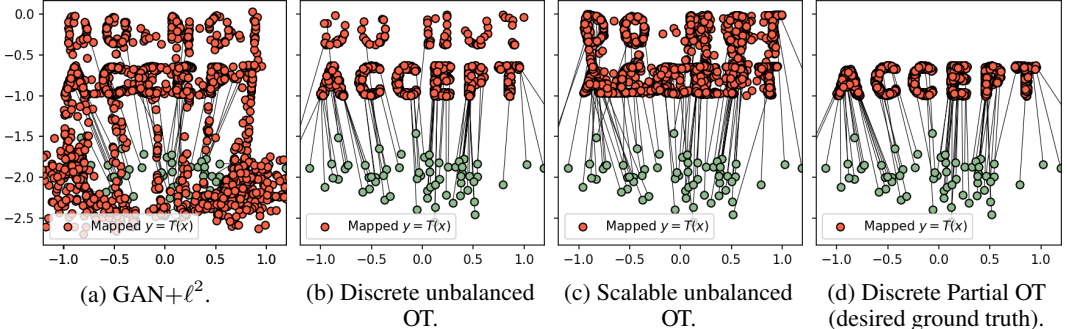 0.0
−0.5
−1.0
−1.5
−2.0
−2.5
ACCEPT
ACCEPT
Mapped y = T(x)
Mapped y = T(x)
Mapped y = T(x)
Mapped y = T(x)
−1.0 −0.5 0.0 0.5 1.0
−1.0 −0.5 0.0 0.5 1.0
−1.0 −0.5 0.0 0.5 1.0
−1.0 −0.5 0.0 0.5 1.0
(a) GAN+ℓ².
(b) Discrete unbalanced
OT.
(c) Scalable unbalanced
OT.
(d) Discrete Partial OT
(desired ground truth).